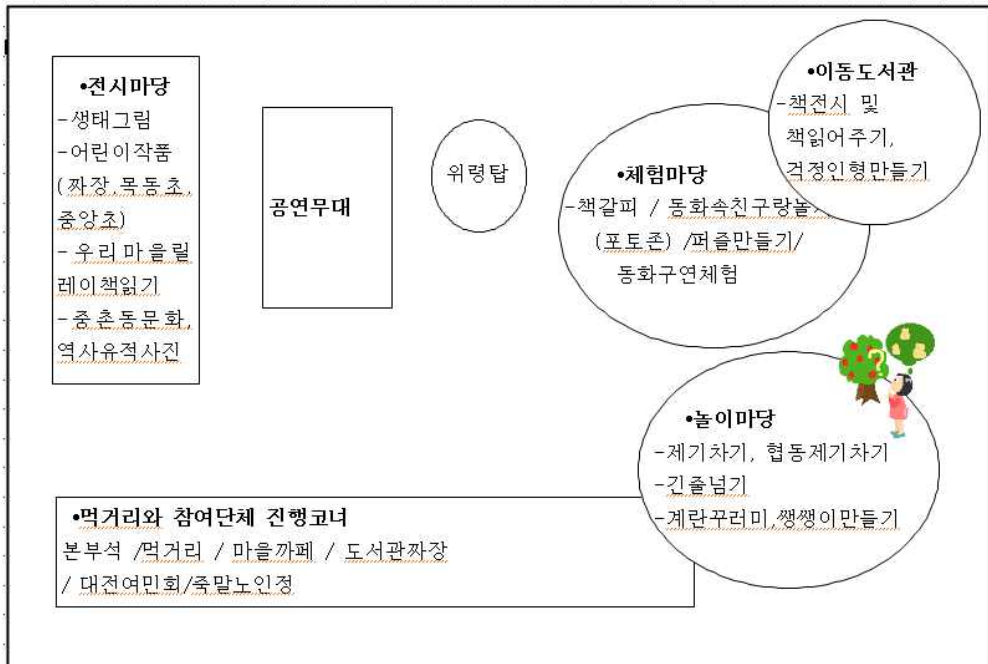 •전시마당
-생태그림
-어린이작품
(짜장,목동초,
중앙초)
- 우리마을릴
레이책읽기
-중촌동문화,
역사유적사진
공연무대
위령탑
•이동도서관
-책전시 및
책읽어주기,
걱정인형만들기
•체험마당
-책갈피 / 동화속친구랑놀
(포토존) /퍼즐만들기/
동화구연체험
•놀이마당
-제기차기, 협동제기차기
-긴줄넘기
-계란꾸러미,쌩쌩이만들기
•먹거리와 참여단체 진행코너
본부석 /먹거리 / 마을까페 / 도서관짜장
/ 대전여민회/죽말노인정